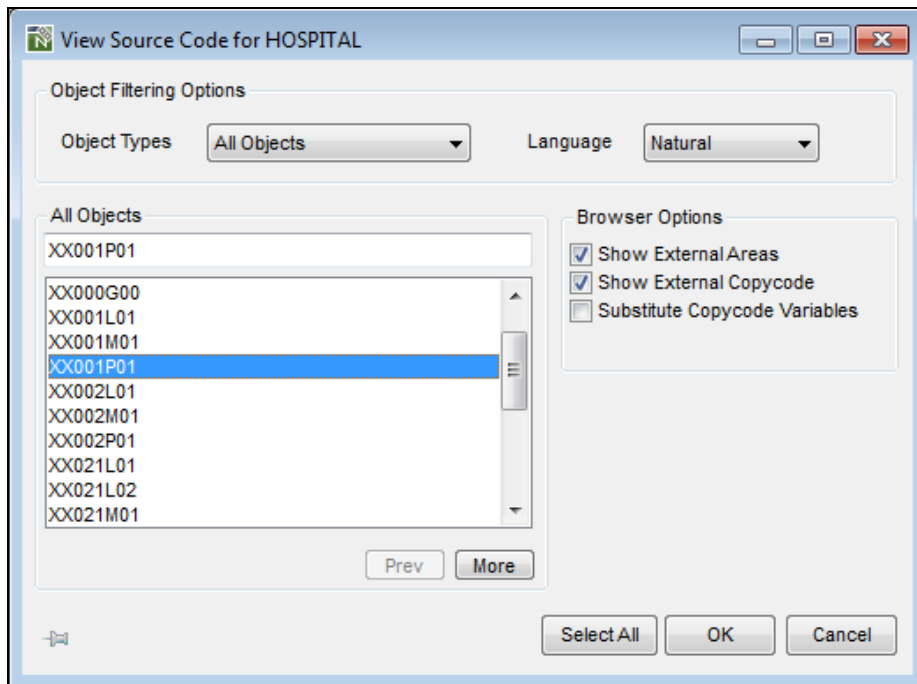 View Source Code for HOSPITAL
Object Filtering Options
Object Types All Objects Language Natural
All Objects
XX001P01
XX000G00
XX001L01
XX001M01
XX001P01
XX002L01
XX002M01
XX002P01
XX021L01
XX021L02
XX021M01
Prev More
Browser Options
Show External Areas
Show External Copycode
Substitute Copycode Variables
Select All OK Cancel